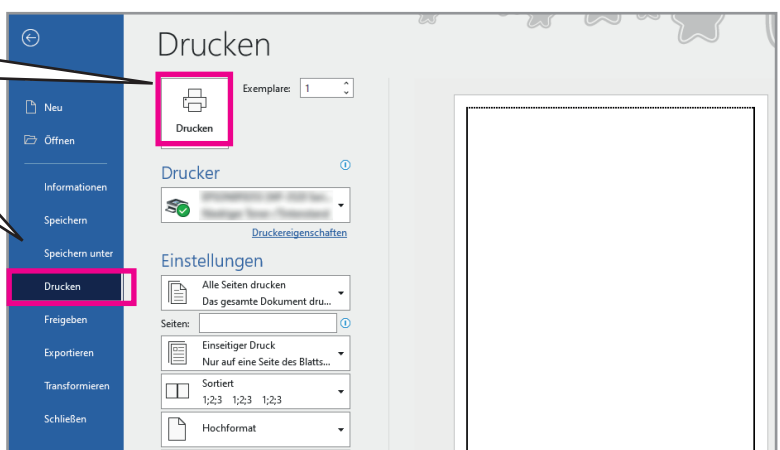 Drucken
Exemplare: 1
Drucken
Neu
Öffnen
Drucker
Informationen
Speichern
Druckereigenschaften
Speichern unter
Einstellungen
Drucken
Alle Seiten drucken
Das gesamte Dokument dru...
Freigeben
Seiten:
Einseitiger Druck
Nur auf eine Seite des Blatts...
Exportieren
Transformieren
Sortiert
1;2;3 1;2;3 1;2;3
Schließen
Hochformat